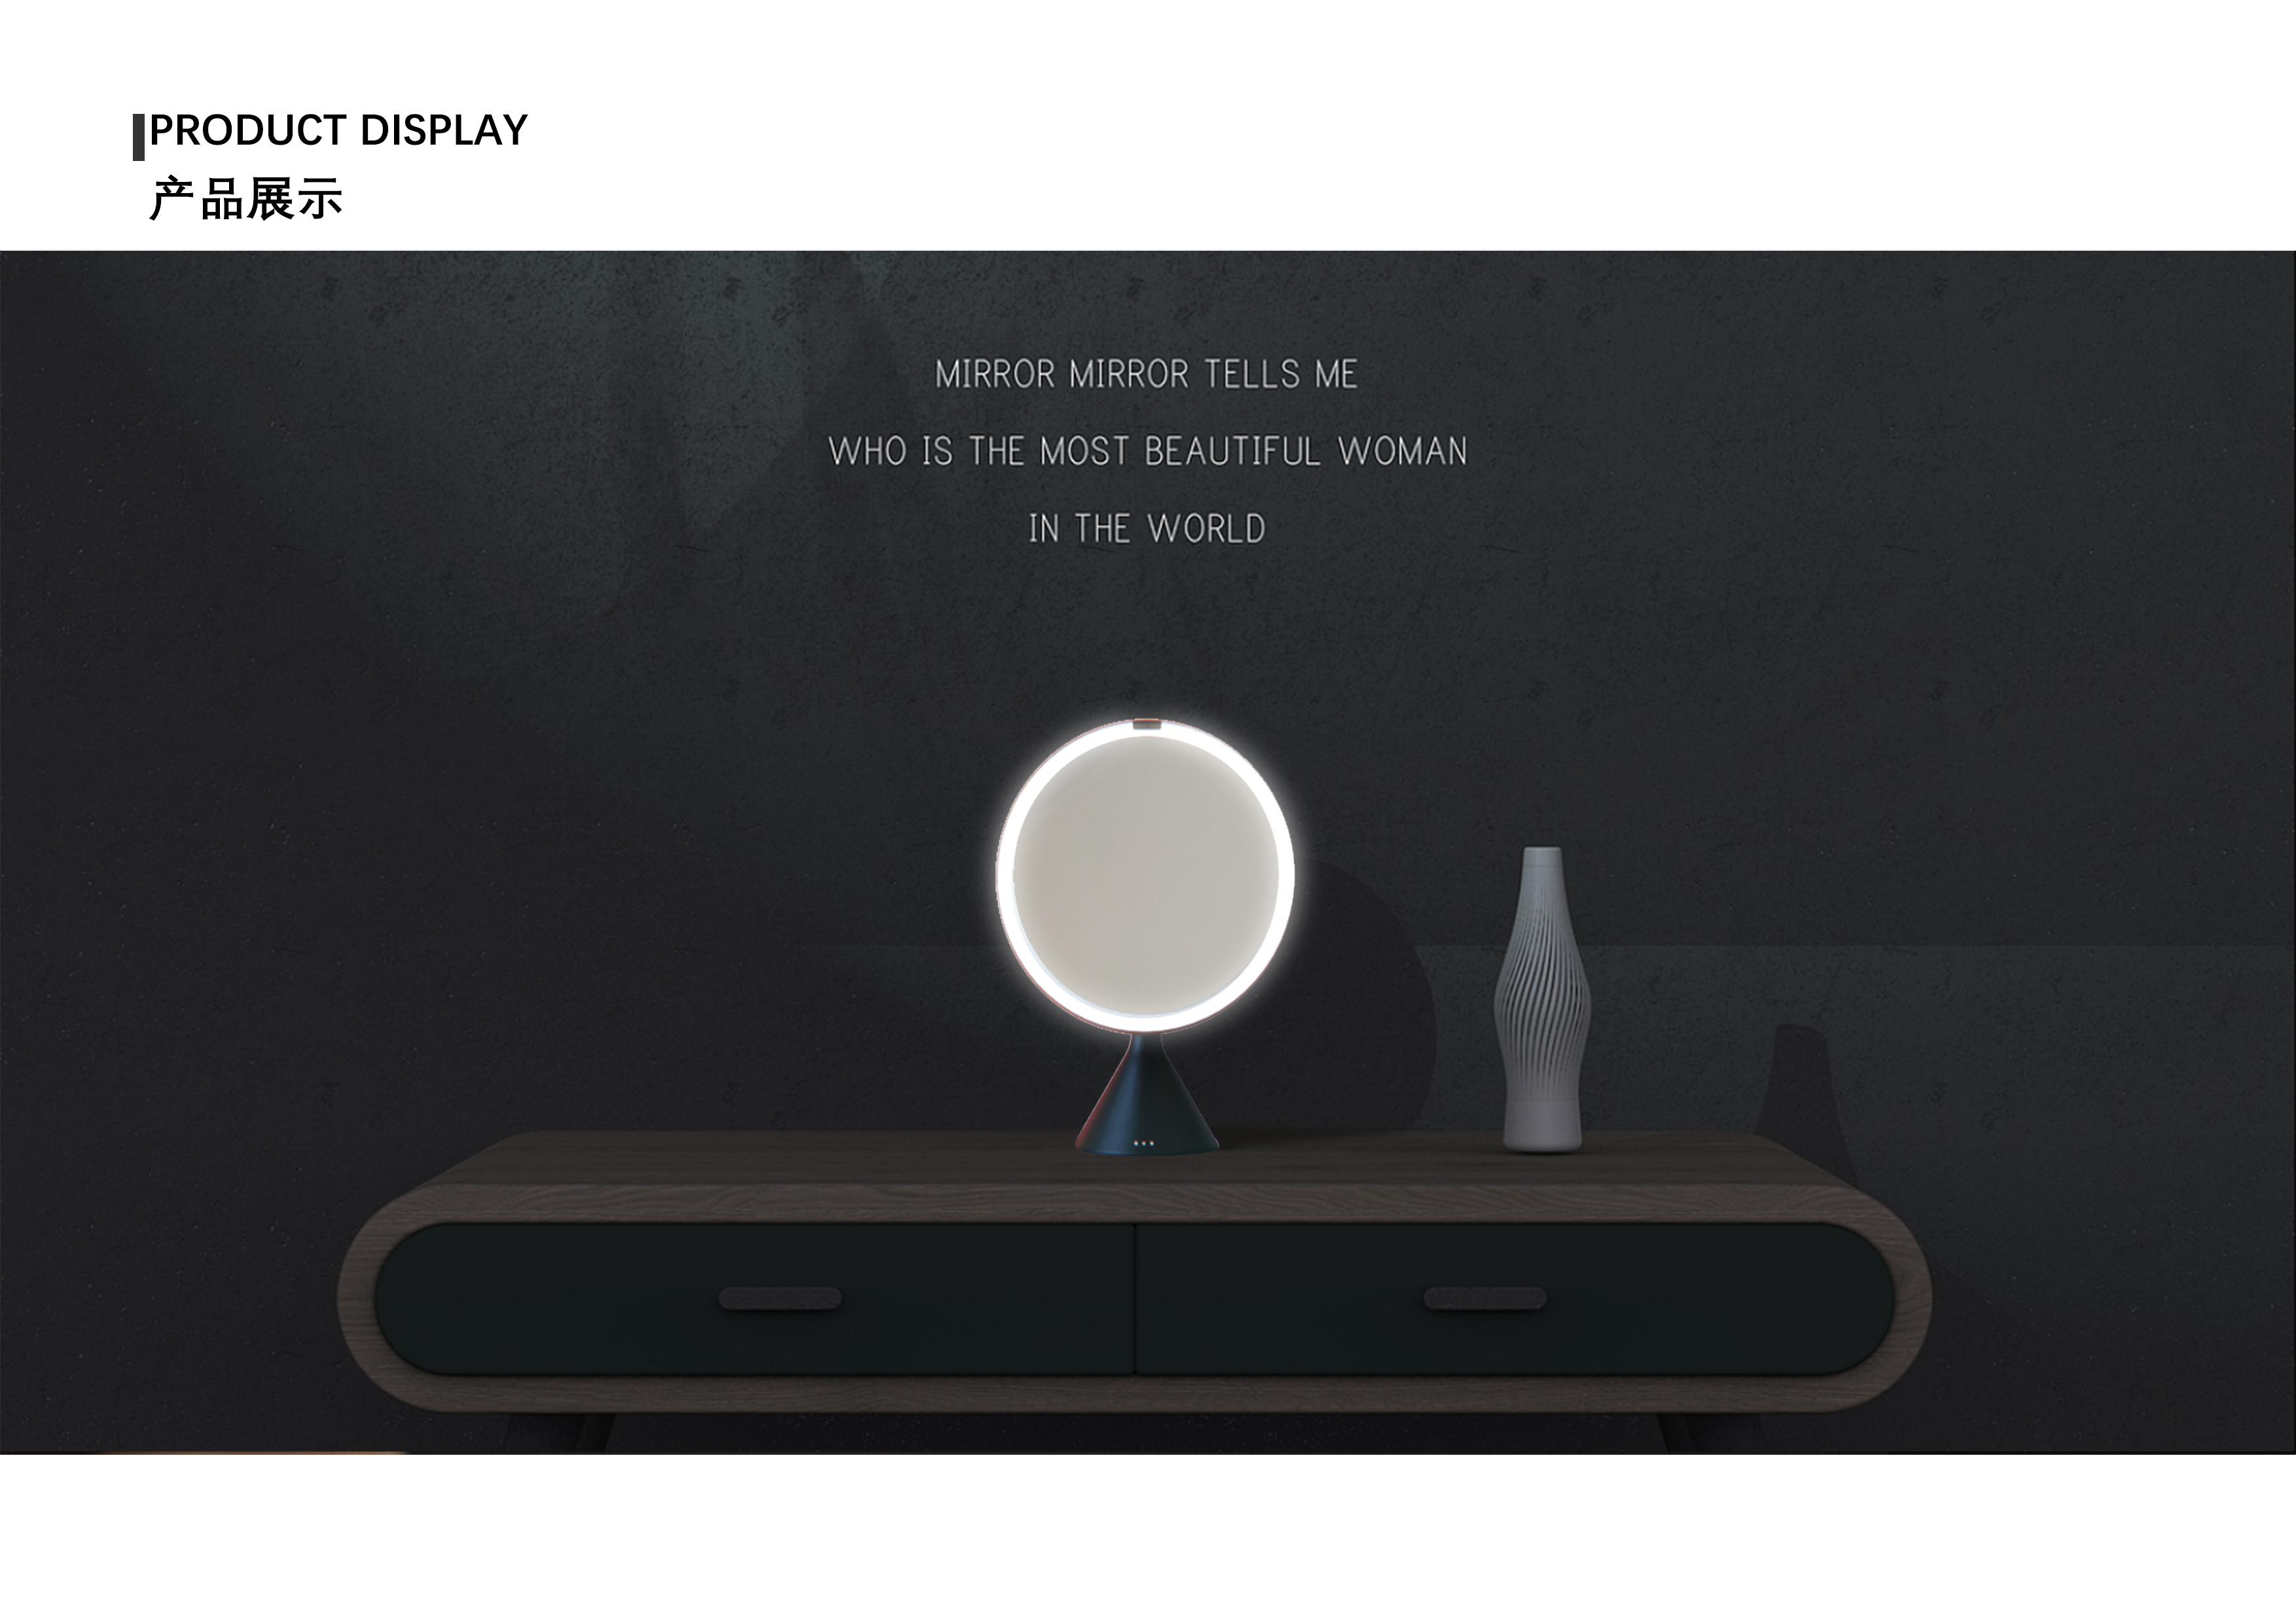 PRODUCT DISPLAY
产品展示
MIRROR MIRROR TELLS ME
WHO IS THE MOST BEAUTIFUL WOMAN
IN THE WORLD